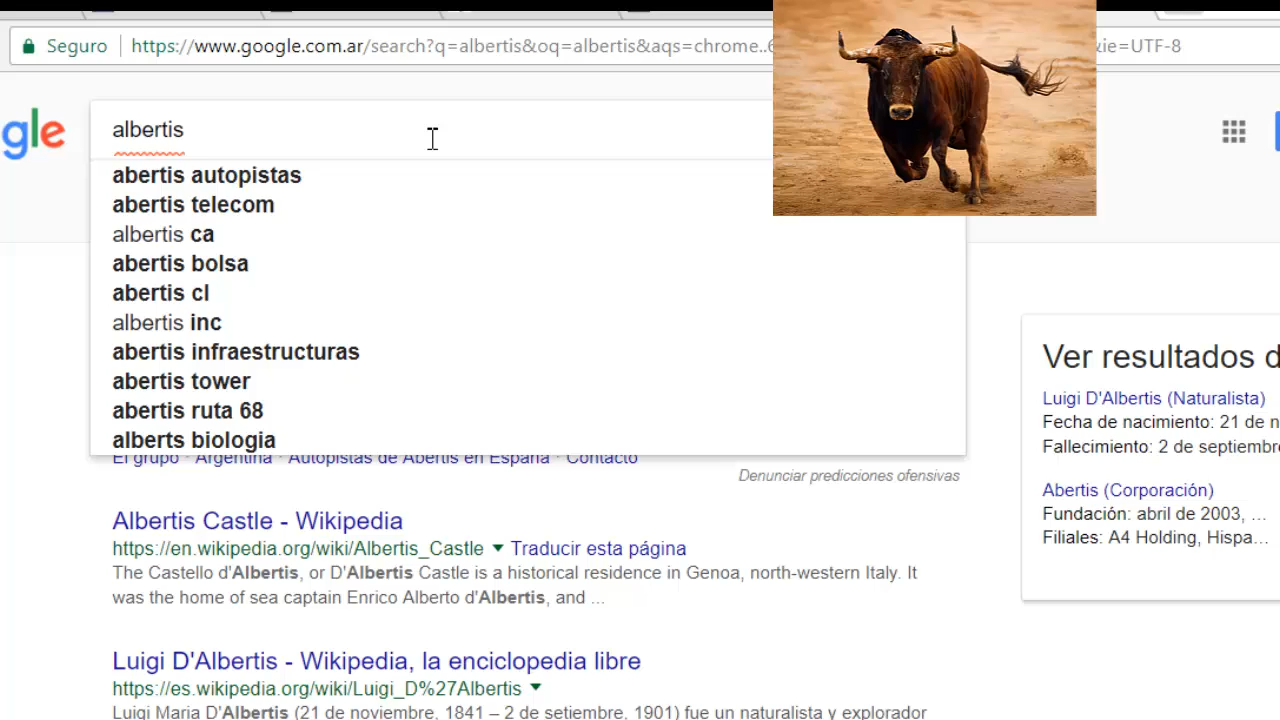 Seguro https://www.google.com.ar/search?q=albertis&oq=albertis&aqs=chrome..6 &ie=UTF-8
gle albertis
abertis autopistas
abertis telecom
albertis ca
abertis bolsa
abertis cl
albertis inc
abertis infraestructuras
abertis tower
abertis ruta 68
alberts biologia
El grupo · Argentina · Autopistas de Abertis en España · Contacto
Denunciar predicciones ofensivas
Albertis Castle - Wikipedia
https://en.wikipedia.org/wiki/Albertis_Castle Traducir esta página
The Castello d'Albertis, or D'Albertis Castle is a historical residence in Genoa, north-western Italy. It
was the home of sea captain Enrico Alberto d'Albertis, and ...
Luigi D'Albertis - Wikipedia, la enciclopedia libre
https://es.wikipedia.org/wiki/Luigi_D%27Albertis
Luigi Maria D'Albertis (21 de noviembre, 1841 – 2 de setiembre, 1901) fue un naturalista y explorador
Ver resultados d
Luigi D'Albertis (Naturalista)
Fecha de nacimiento: 21 de n
Fallecimiento: 2 de septiembr
Abertis (Corporación)
Fundación: abril de 2003, ...
Filiales: A4 Holding, Hispa...